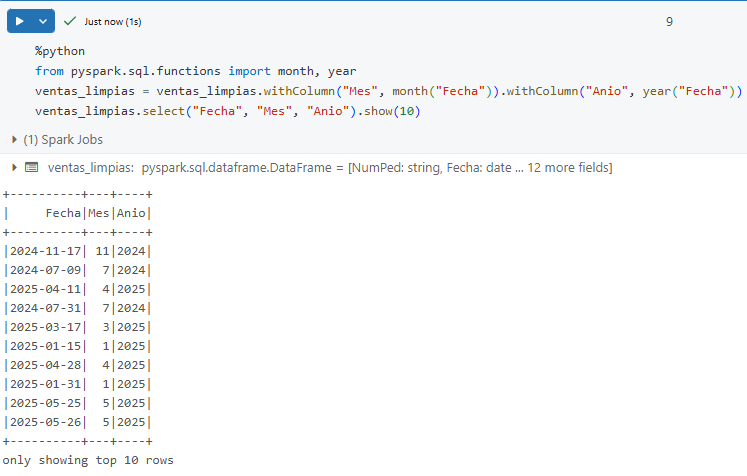 Just now (1s)
9
%python
from pyspark.sql.functions import month, year
ventas_limpias = ventas_limpias.withColumn("Mes", month("Fecha")).withColumn("Anio", year("Fecha"))
ventas_limpias.select("Fecha", "Mes", "Anio").show(10)
(1) Spark Jobs
ventas_limpias: pyspark.sql.dataframe.DataFrame = [NumPed: string, Fecha: date ... 12 more fields]
+----------+---+----+
|     Fecha|Mes|Anio|
+----------+---+----+
|2024-11-17| 11|2024|
|2024-07-09|  7|2024|
|2025-04-11|  4|2025|
|2024-07-31|  7|2024|
|2025-03-17|  3|2025|
|2025-01-15|  1|2025|
|2025-04-28|  4|2025|
|2025-01-31|  1|2025|
|2025-05-25|  5|2025|
|2025-05-26|  5|2025|
+----------+---+----+
only showing top 10 rows